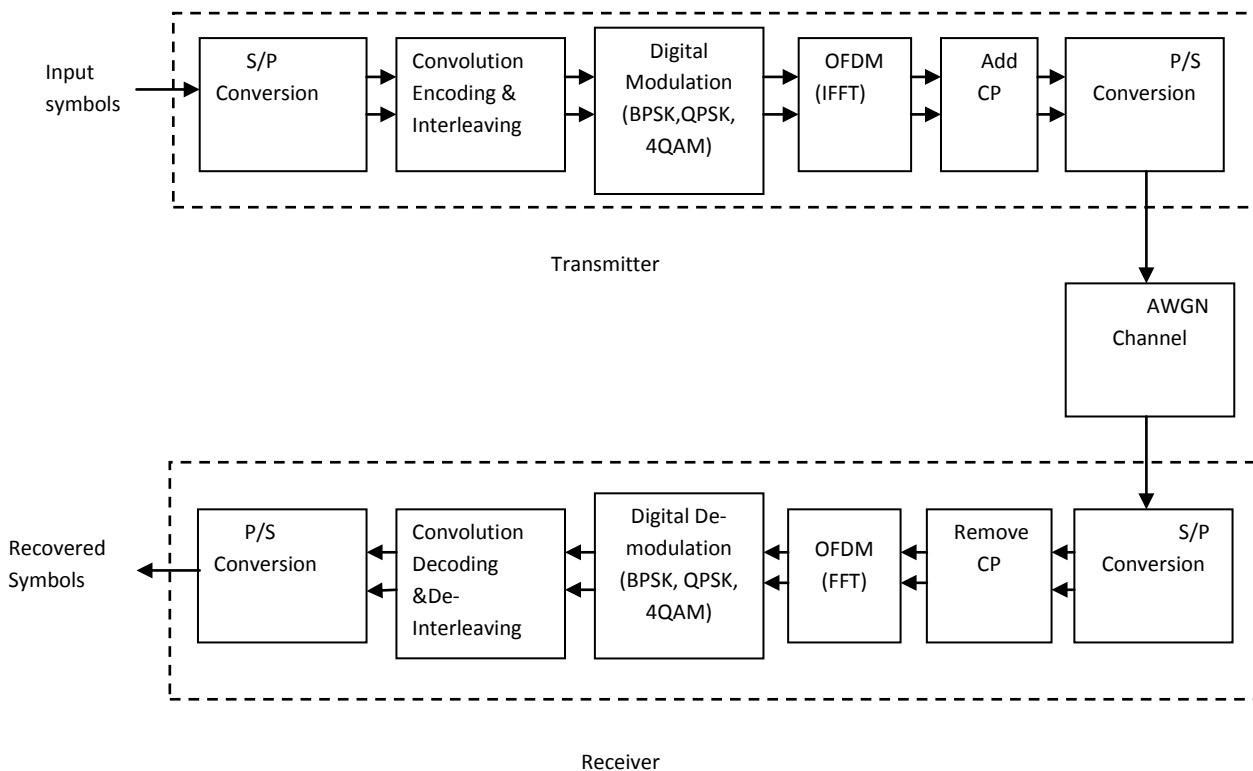 Input
symbols
S/P
Conversion
Convolution
Encoding &
Interleaving
Digital
Modulation
(BPSK,QPSK,
4QAM)
OFDM
(IFFT)
Add
CP
P/S
Conversion
Transmitter
AWGN
Channel
Recovered
Symbols
P/S
Conversion
Convolution
Decoding
&De-
Interleaving
Digital De-
modulation
(BPSK, QPSK,
4QAM)
OFDM
(FFT)
Remove
CP
S/P
Conversion
Receiver